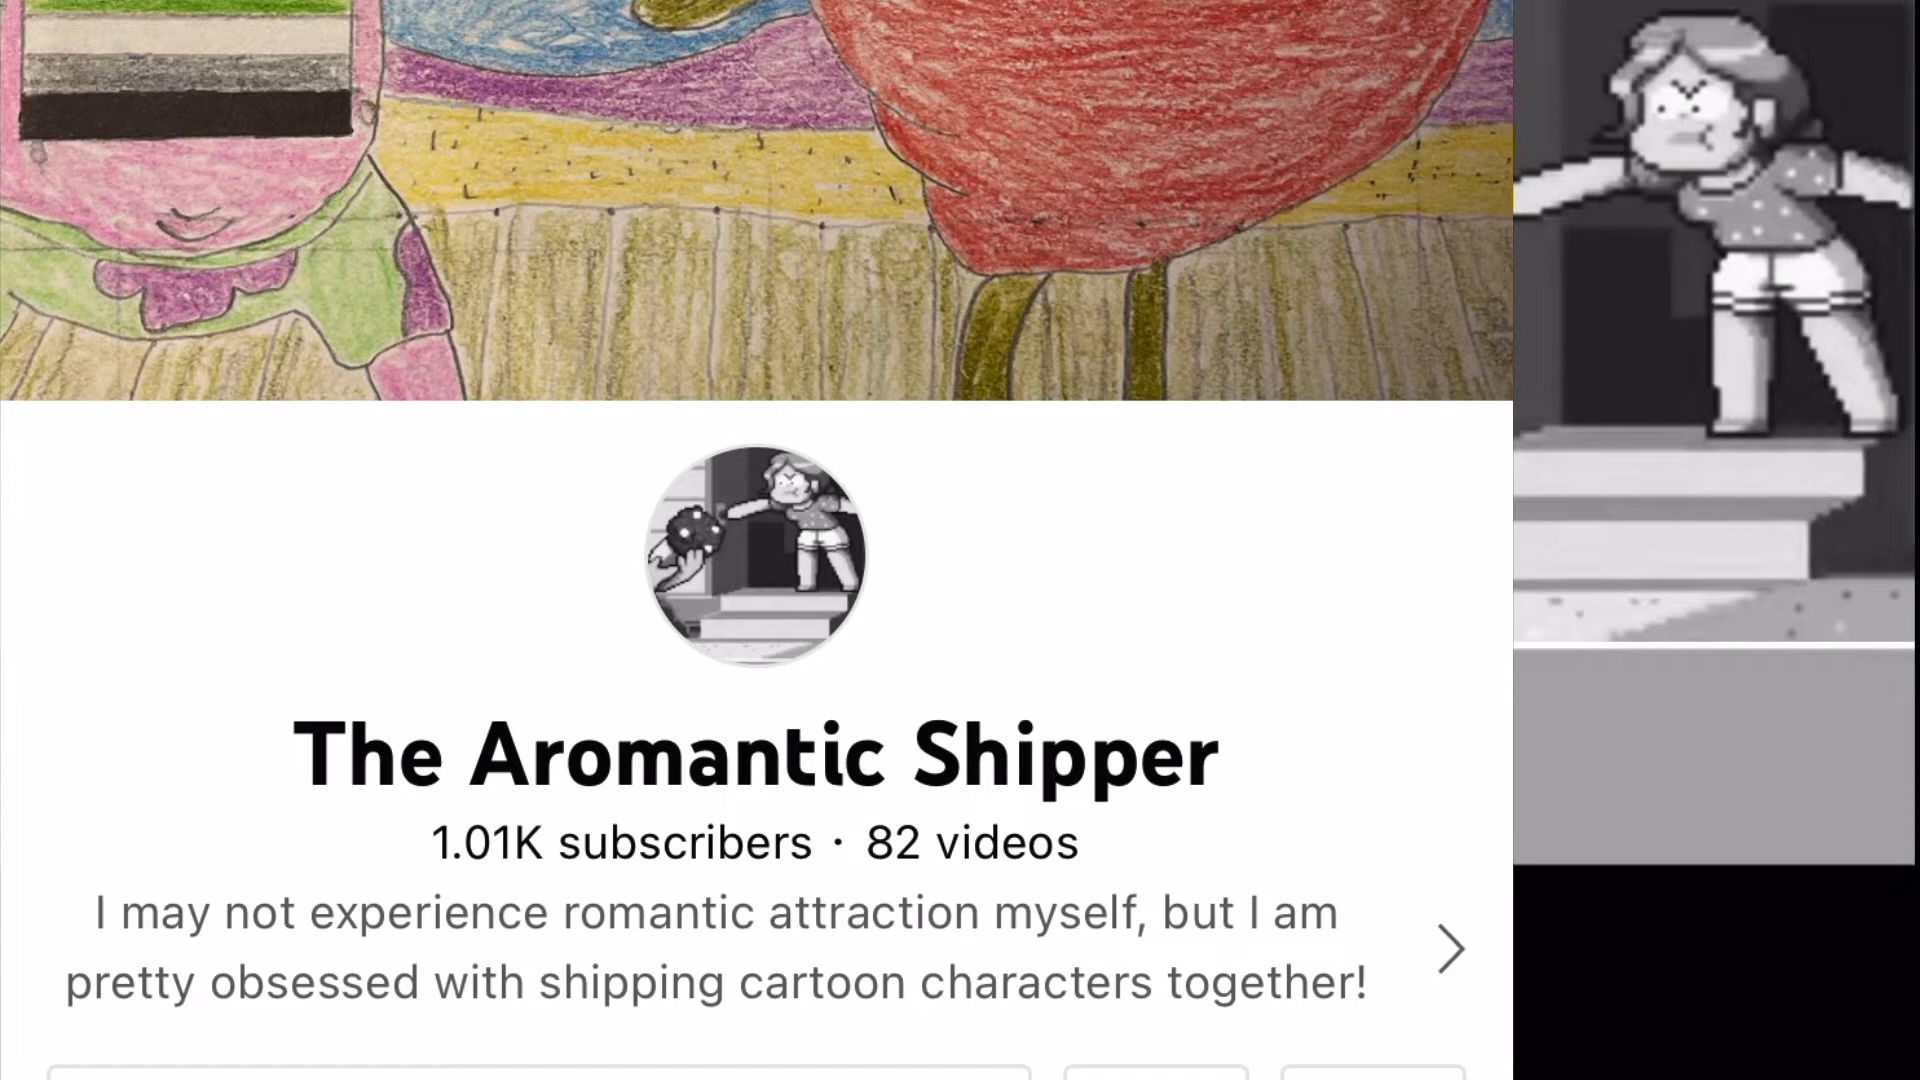 The Aromantic Shipper
1.01K subscribers · 82 videos
I may not experience romantic attraction myself, but I am
pretty obsessed with shipping cartoon characters together!